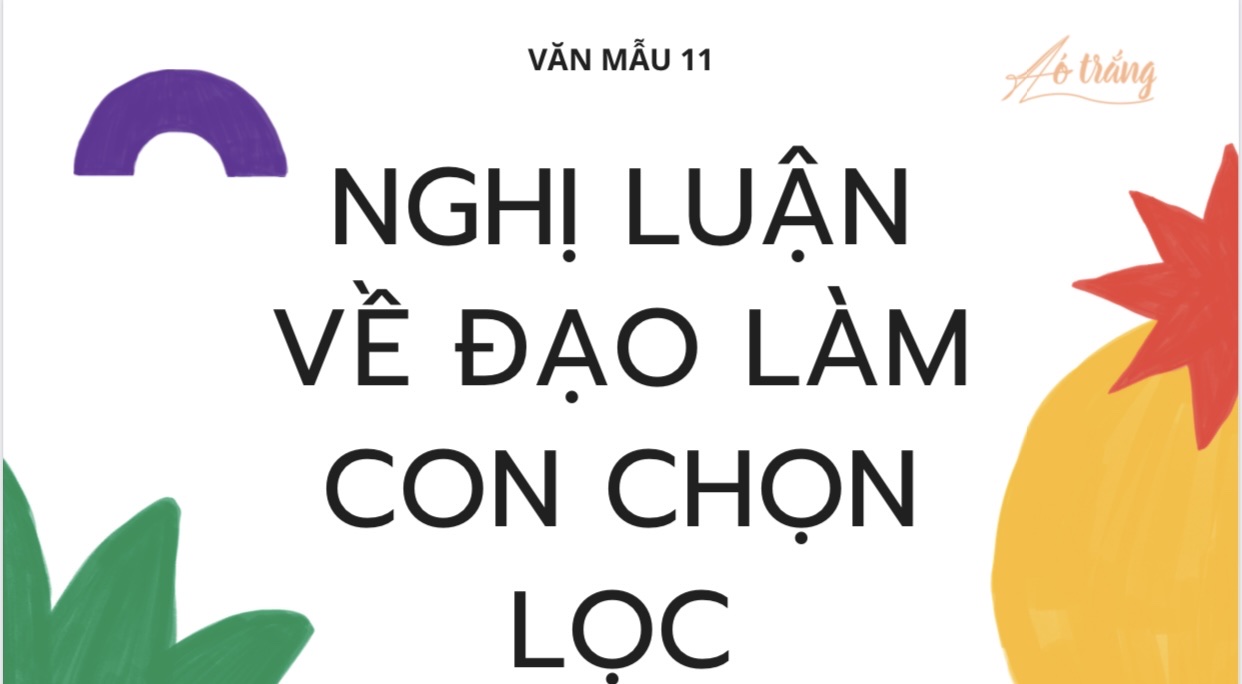 VĂN MẪU 11
Áo trắng
NGHỊ LUẬN
VỀ ĐẠO LÀM
CON CHỌN
LỌC